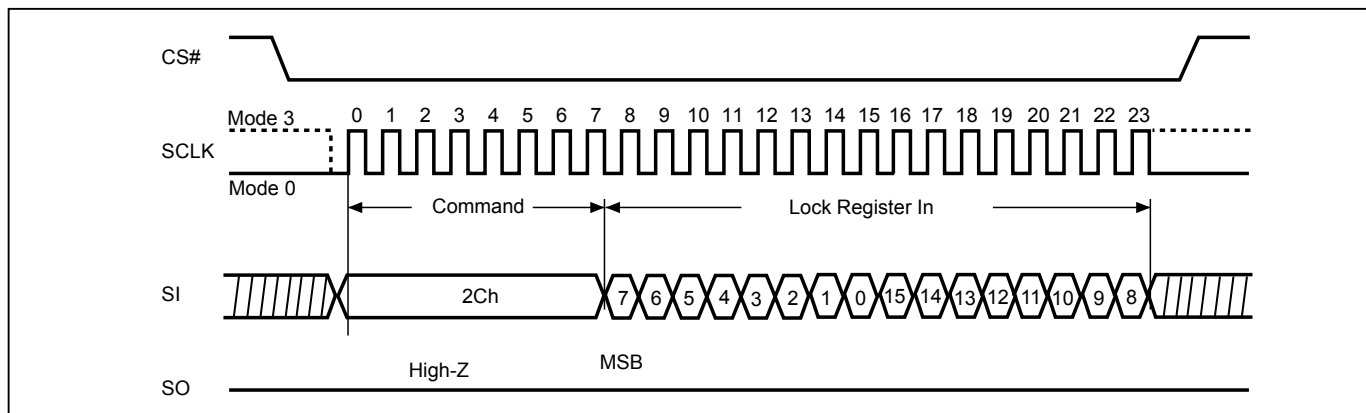 CS#
Mode 3
0 1 2 3 4 5 6 7 8 9 10 11 12 13 14 15 16 17 18 19 20 21 22 23
SCLK
Mode 0
Command
Lock Register In
SI
2Ch
7 6 5 4 3 2 1 0 15 14 13 12 11 10 9 8
High-Z
MSB
SO